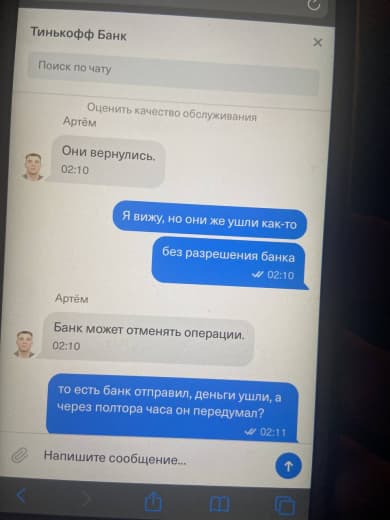 Тинькофф Банк
Поиск по чату
Оценить качество обслуживания
Артём
Они вернулись.
02:10
Я вижу, но они же ушли как-то
без разрешения банка
02:10
Артём
Банк может отменять операции.
02:10
то есть банк отправил, деньги ушли, а
через полтора часа он передумал?
02:11
Напишите сообщение...